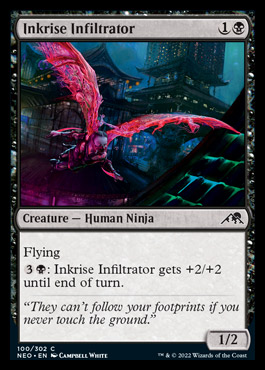 Inkrise Infiltrator 1
Creature — Human Ninja
Flying
3 : Inkrise Infiltrator gets +2/+2
until end of turn.
“They can’t follow your footprints if you
never touch the ground.”
1/2
100/302 C
NEO • EN Campbell White
™ & © 2022 Wizards of the Coast